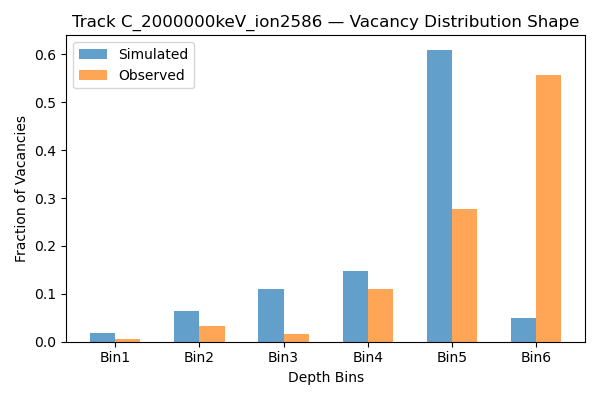 Track C_2000000keV_ion2586 — Vacancy Distribution Shape
Simulated
Observed
Fraction of Vacancies
0.6
0.5
0.4
0.3
0.2
0.1
0.0
Bin1 Bin2 Bin3 Bin4 Bin5 Bin6
Depth Bins